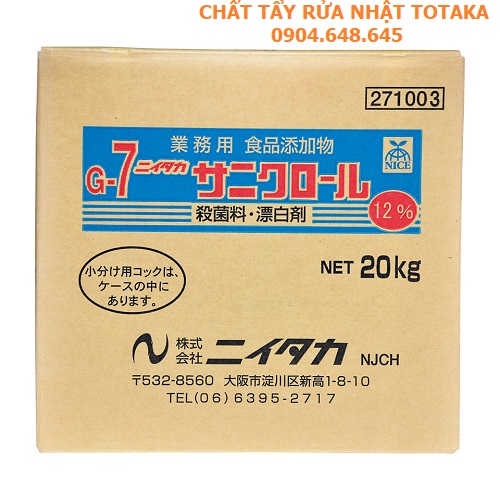 CHẤT TẨY RỬA NHẬT TOTAKA
0904.648.645
271003
業務用 食品添加物
G-7 ニイタカ サニクロール
NICE
殺菌料・漂白剤
12%
NET 20kg
小分け用コックは、
ケースの中に
あります。
株式会社 ニイタカ NJCH
〒532-8560 大阪市淀川区新高1-8-10
TEL(06)6395-2717